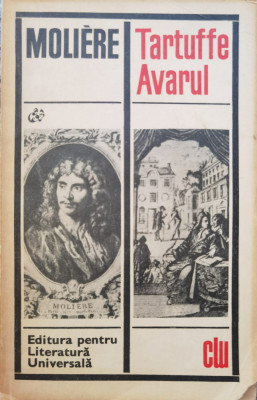 MOLIÈRE
Tartuffe
Avarul
MOLIERE
Editura pentru
Literatură
Universală
clu